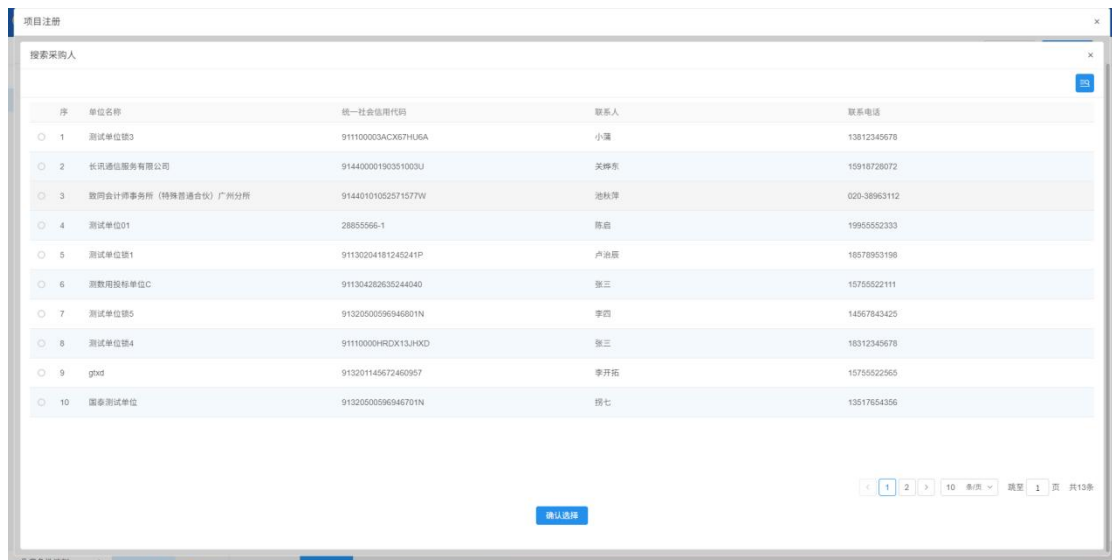 项目注册 ×
搜索采购人 ×
序 单位名称 统一社会信用代码 联系人 联系电话
1 测试单位锁3 911100003ACX67HU6A 小蒲 13812345678
2 长讯通信服务有限公司 91440000190351003U 关烨东 15918728072
3 致同会计师事务所（特殊普通合伙）广州分所 91440101052571577W 池秋萍 020-38963112
4 测试单位01 28855566-1 陈启 19955552333
5 测试单位锁1 91130204181245241P 卢治辰 18578953198
6 测数用投标单位C 911304282635244040 张三 15755522111
7 测试单位锁5 91320500596946801N 李四 14567843425
8 测试单位锁4 91110000HRDX13JHXD 张三 18312345678
9 gtxd 913201145672460957 李开拓 15755522565
10 国泰测试单位 91320500596946701N 拐七 13517654356
< 1 2 > 10 条/页 跳至 1 页 共13条
确认选择